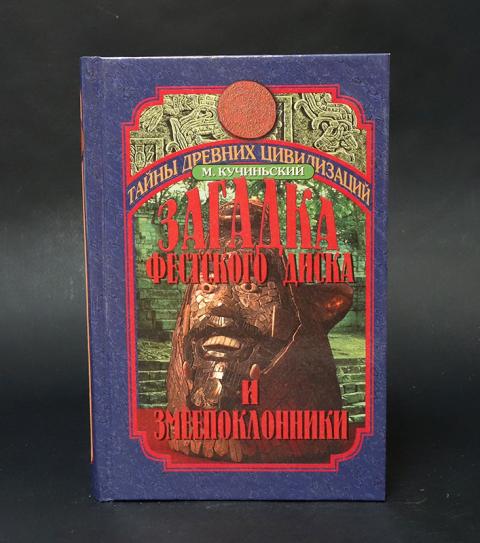 ТАЙНЫ ДРЕВНИХ ЦИВИЛИЗАЦИЙ
М. КУЧИНЬСКИЙ
ЗАГАДКА
ФЕСТСКОГО ДИСКА
И
ЗМЕЕПОКЛОННИКИ